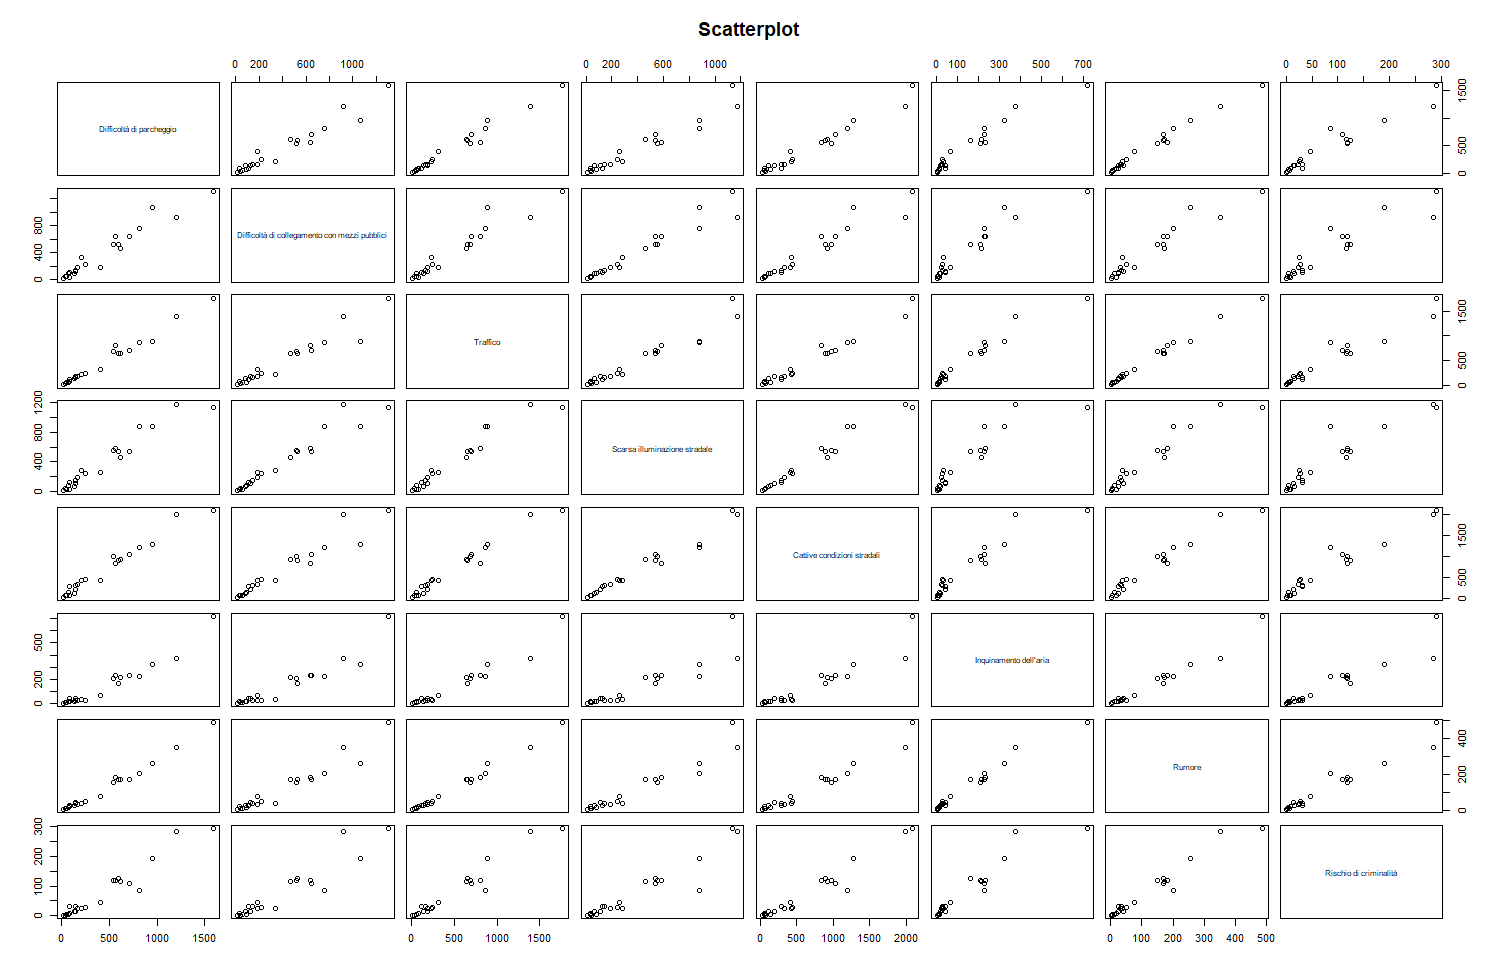 Scatterplot
0 200 600 1000
0 200 600 1000
0 100 300 500 700
0 50 100 200 300
Difficoltà di parcheggio
500 1500
0
Difficoltà di collegamento con mezzi pubblici
0 400 800
Traffico
0 500 1500
Scarsa illuminazione stradale
0 400 800 1200
Cattive condizioni stradali
0 500 1500
Inquinamento dell'aria
0 200 500
Rumore
0 200 400
Rischio di criminalità
0 100 200 300
0 500 1000 1500
0 500 1000 1500
0 500 1000 1500 2000
0 100 200 300 400 500